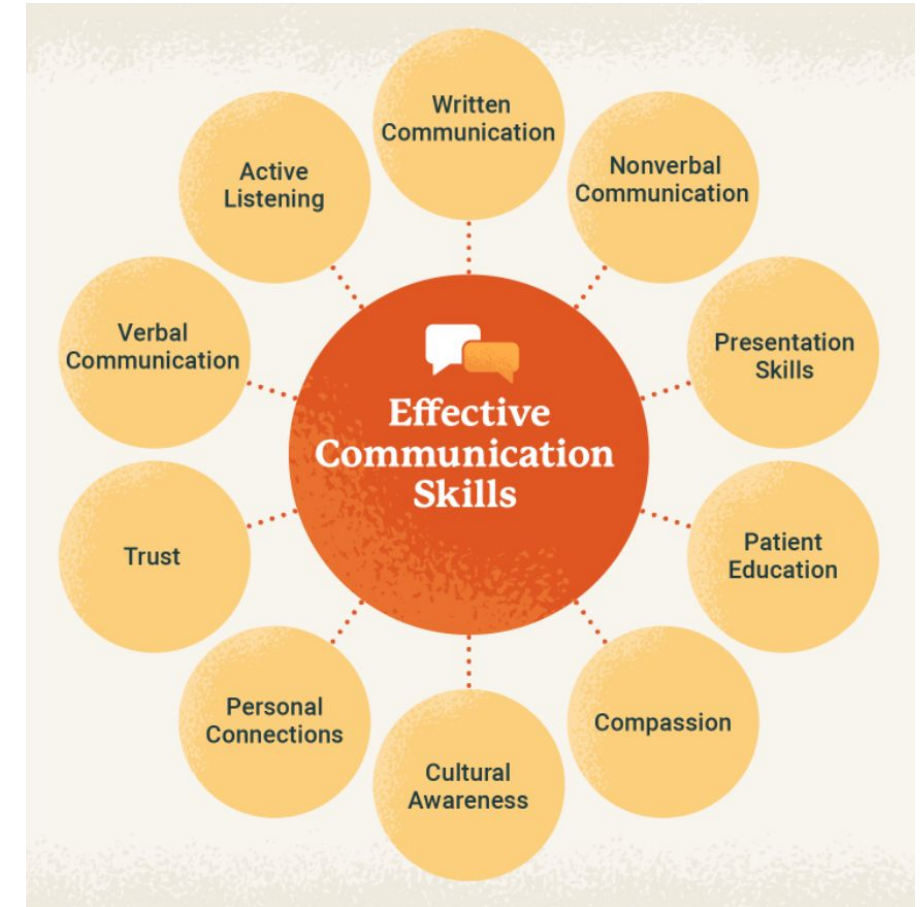 Written
Communication
Nonverbal
Communication
Presentation
Skills
Patient
Education
Compassion
Cultural
Awareness
Personal
Connections
Trust
Verbal
Communication
Active
Listening
Effective
Communication
Skills